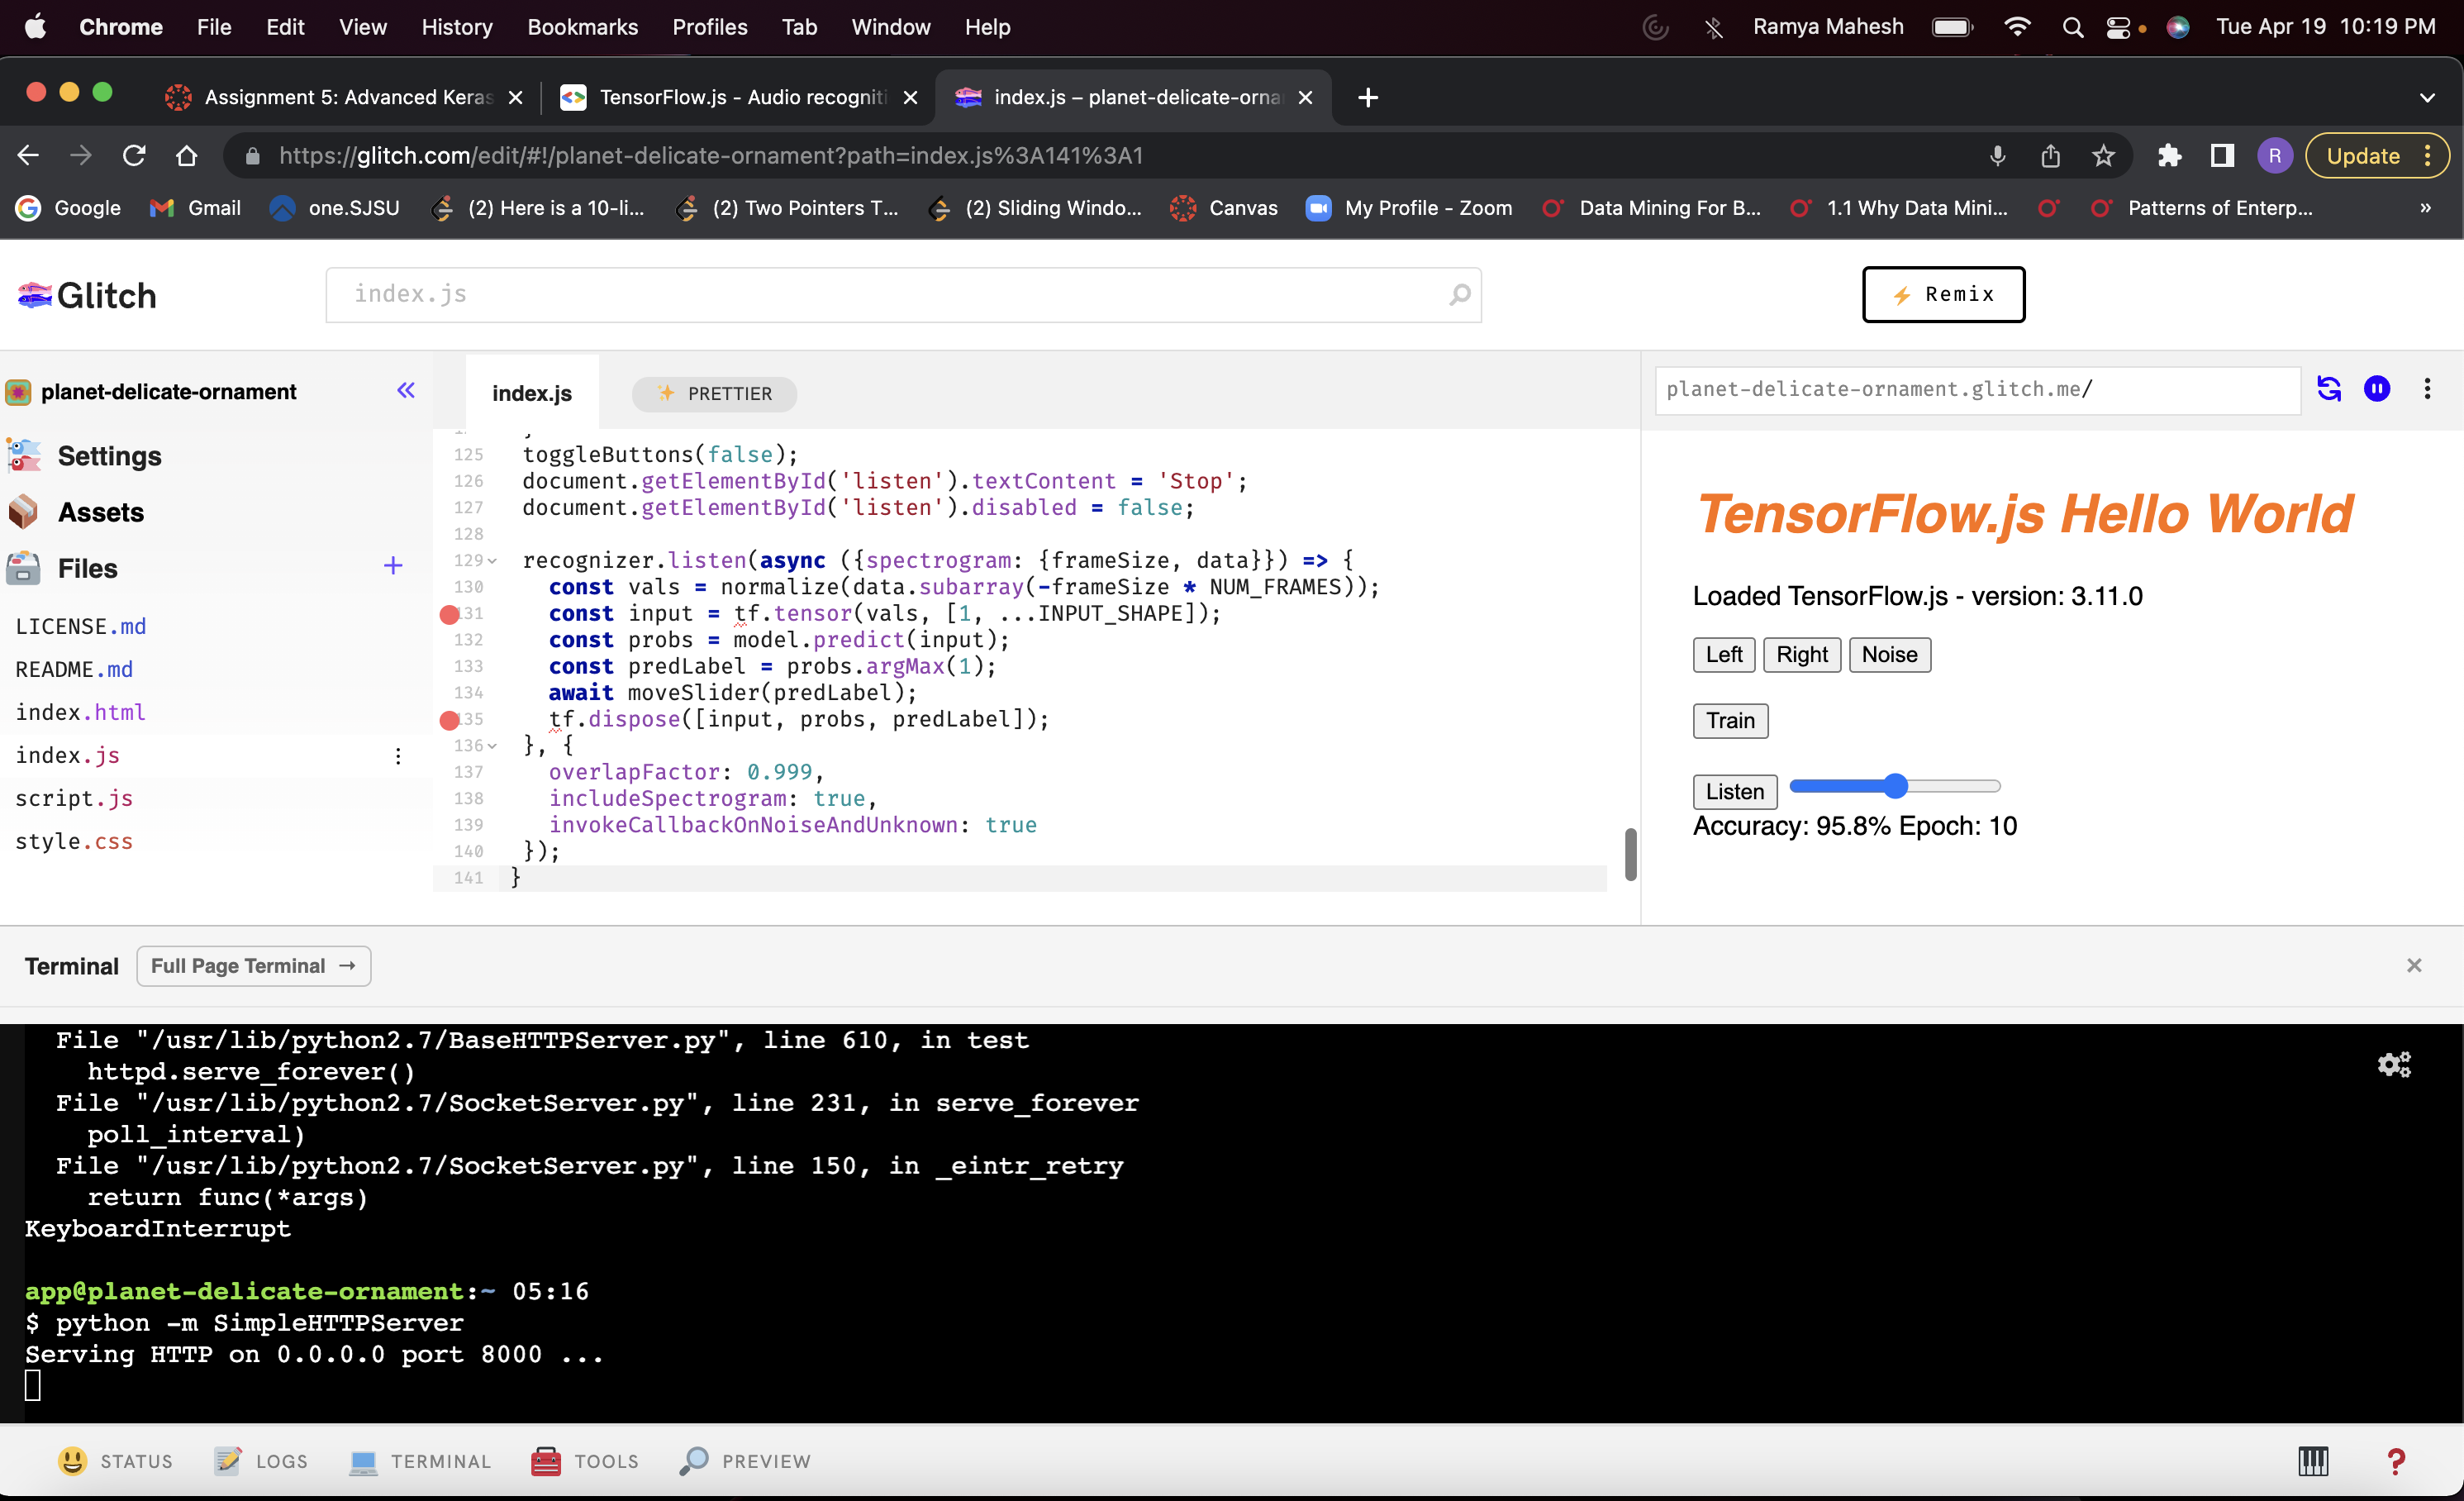 Chrome File Edit View History Bookmarks Profiles Tab Window Help Ramya Mahesh Tue Apr 19 10:19 PM
Assignment 5: Advanced Keras TensorFlow.js - Audio recogniti index.js – planet-delicate-orna
https://glitch.com/edit/#!/planet-delicate-ornament?path=index.js%3A141%3A1 R Update
Google Gmail one.SJSU (2) Here is a 10-li... (2) Two Pointers T... (2) Sliding Windo... Canvas My Profile - Zoom Data Mining For B... 1.1 Why Data Mini... Patterns of Enterp... »
Glitch index.js Remix
planet-delicate-ornament
Settings
Assets
Files
LICENSE.md
README.md
index.html
index.js
script.js
style.css
index.js PRETTIER
125 toggleButtons(false);
126 document.getElementById('listen').textContent = 'Stop';
127 document.getElementById('listen').disabled = false;
128
129 recognizer.listen(async ({spectrogram: {frameSize, data}}) => {
130 const vals = normalize(data.subarray(-frameSize * NUM_FRAMES));
131 const input = tf.tensor(vals, [1, ...INPUT_SHAPE]);
132 const probs = model.predict(input);
133 const predLabel = probs.argMax(1);
134 await moveSlider(predLabel);
135 tf.dispose([input, probs, predLabel]);
136 }, {
137 overlapFactor: 0.999,
138 includeSpectrogram: true,
139 invokeCallbackOnNoiseAndUnknown: true
140 });
141 }
planet-delicate-ornament.glitch.me/
TensorFlow.js Hello World
Loaded TensorFlow.js - version: 3.11.0
Left Right Noise
Train
Listen
Accuracy: 95.8% Epoch: 10
Terminal Full Page Terminal →
File "/usr/lib/python2.7/BaseHTTPServer.py", line 610, in test
httpd.serve_forever()
File "/usr/lib/python2.7/SocketServer.py", line 231, in serve_forever
poll_interval)
File "/usr/lib/python2.7/SocketServer.py", line 150, in _eintr_retry
return func(*args)
KeyboardInterrupt
app@planet-delicate-ornament:~ 05:16
$ python -m SimpleHTTPServer
Serving HTTP on 0.0.0.0 port 8000 ...
STATUS LOGS TERMINAL TOOLS PREVIEW ?